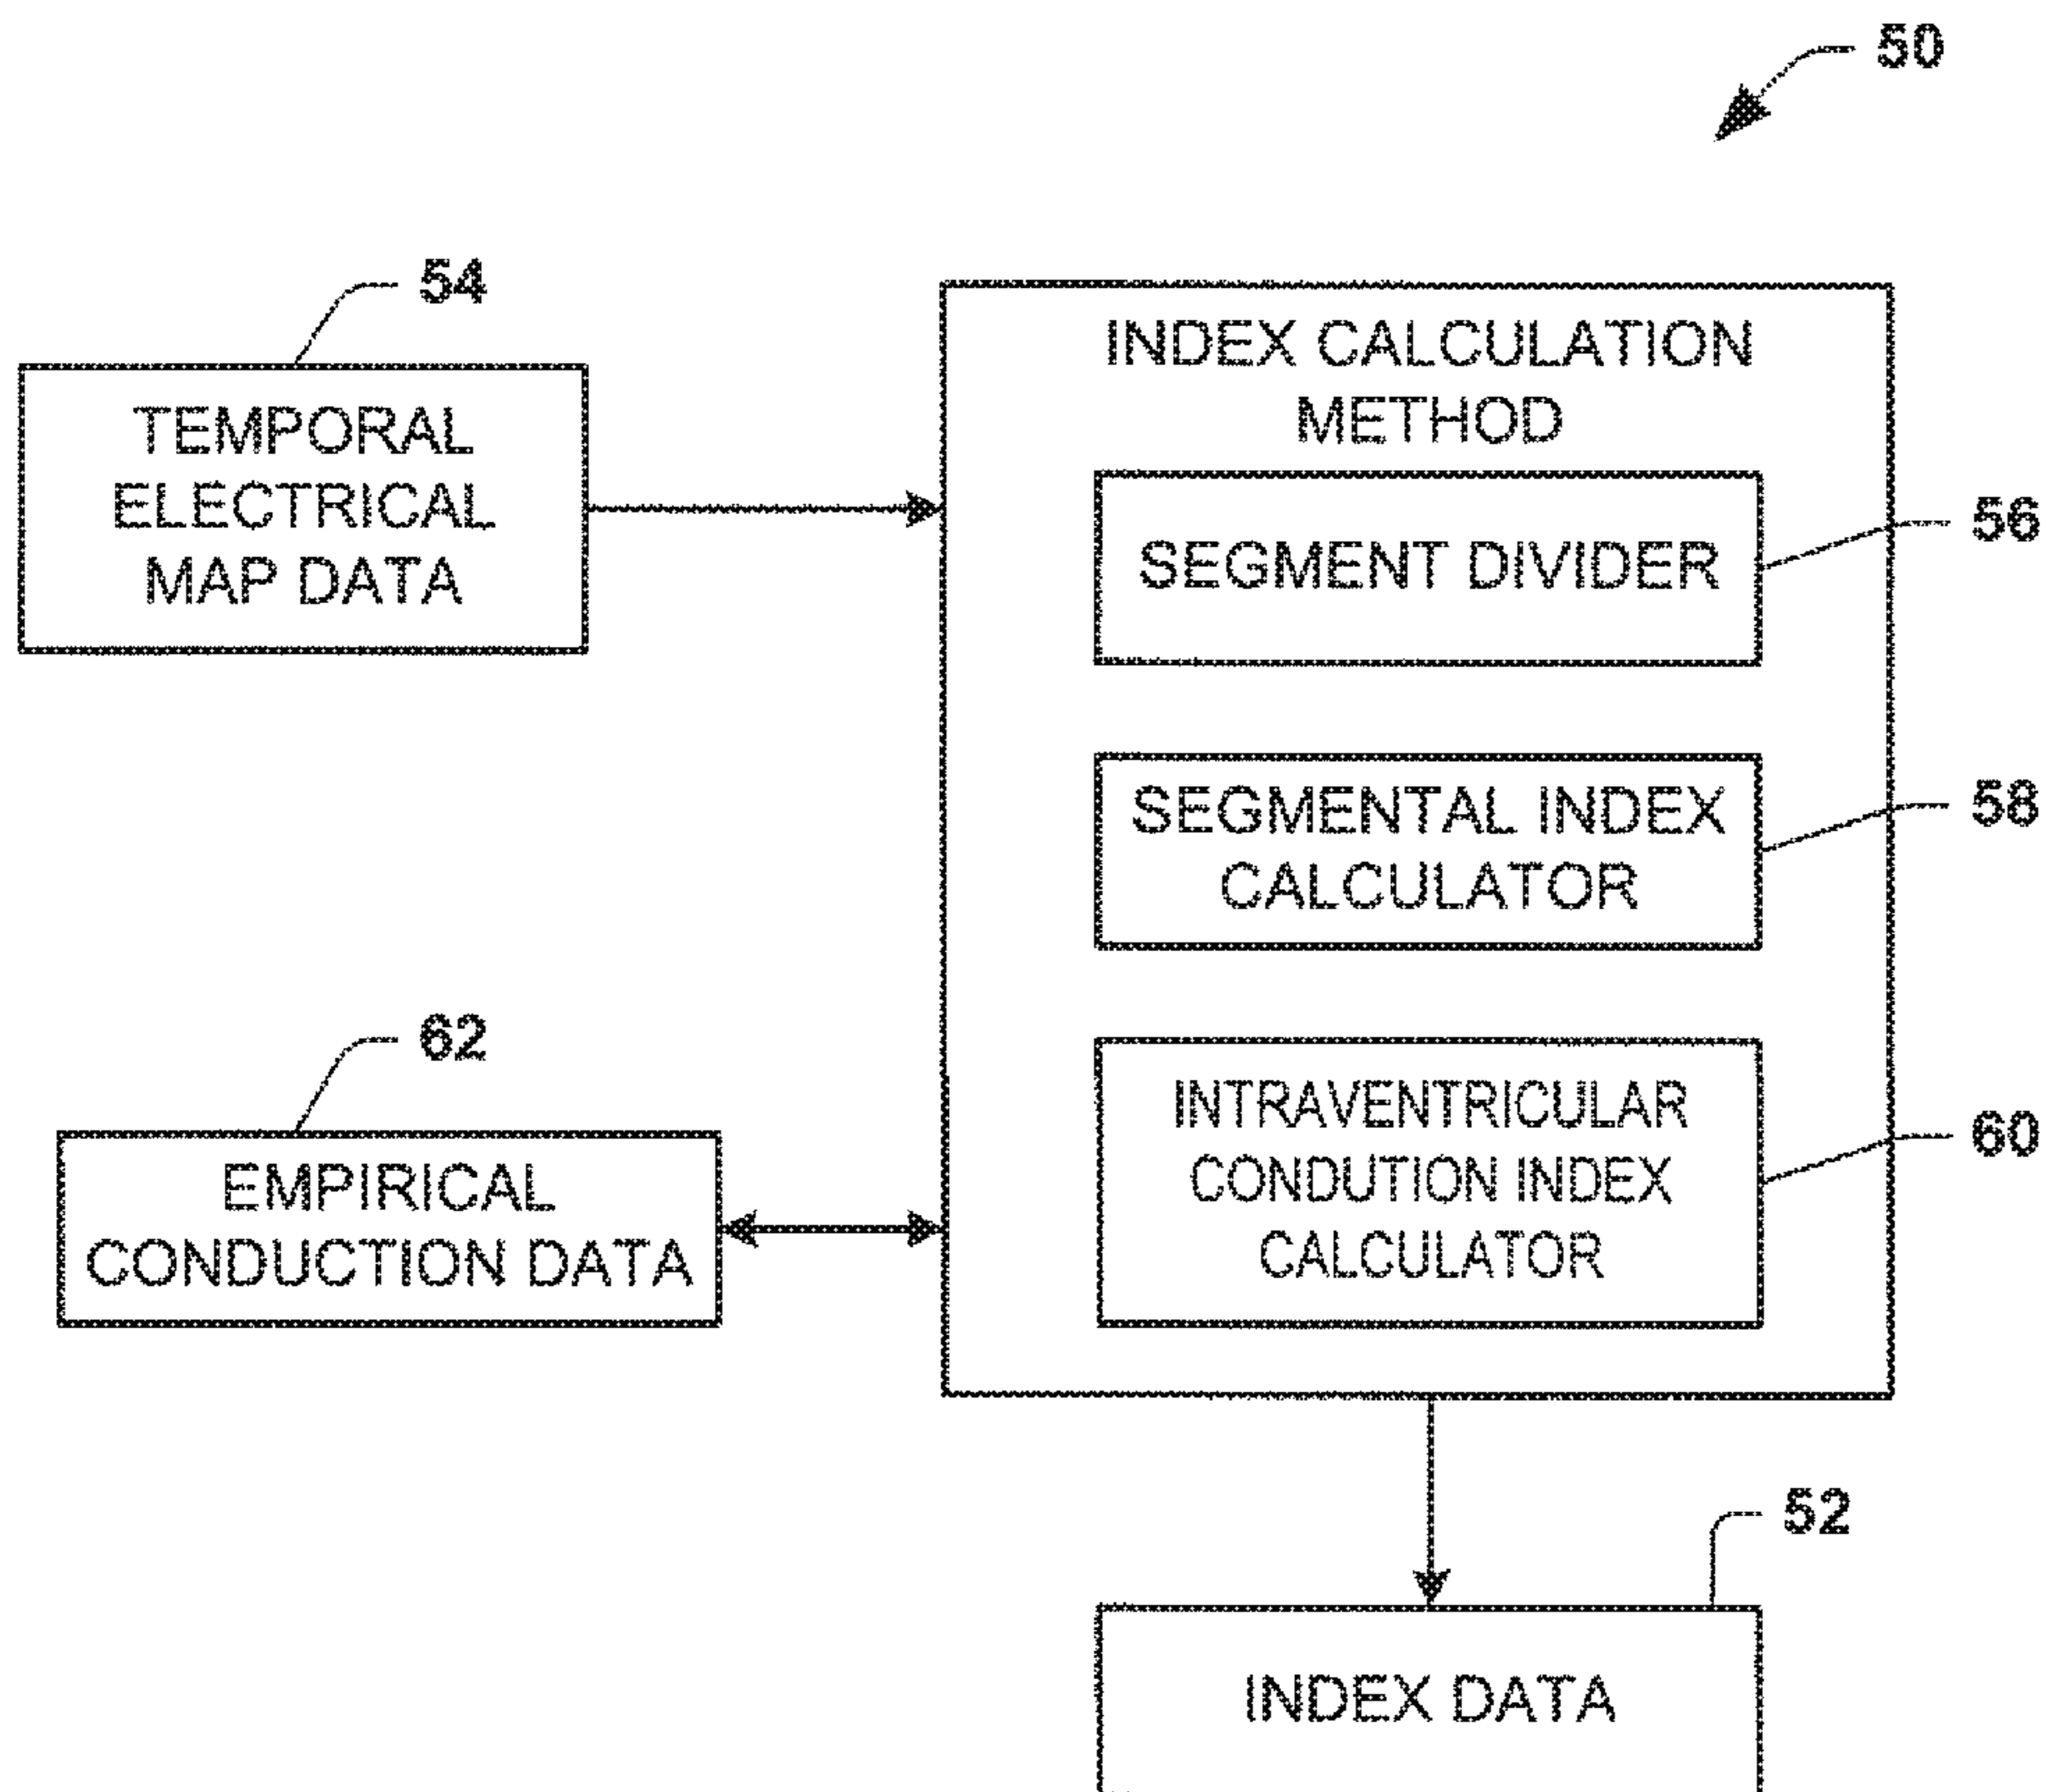 50
54
TEMPORAL
ELECTRICAL
MAP DATA
INDEX CALCULATION
METHOD
SEGMENT DIVIDER
56
SEGMENTAL INDEX
CALCULATOR
58
62
EMPIRICAL
CONDUCTION DATA
INTRAVENTRICULAR
CONDUTION INDEX
CALCULATOR
60
52
INDEX DATA